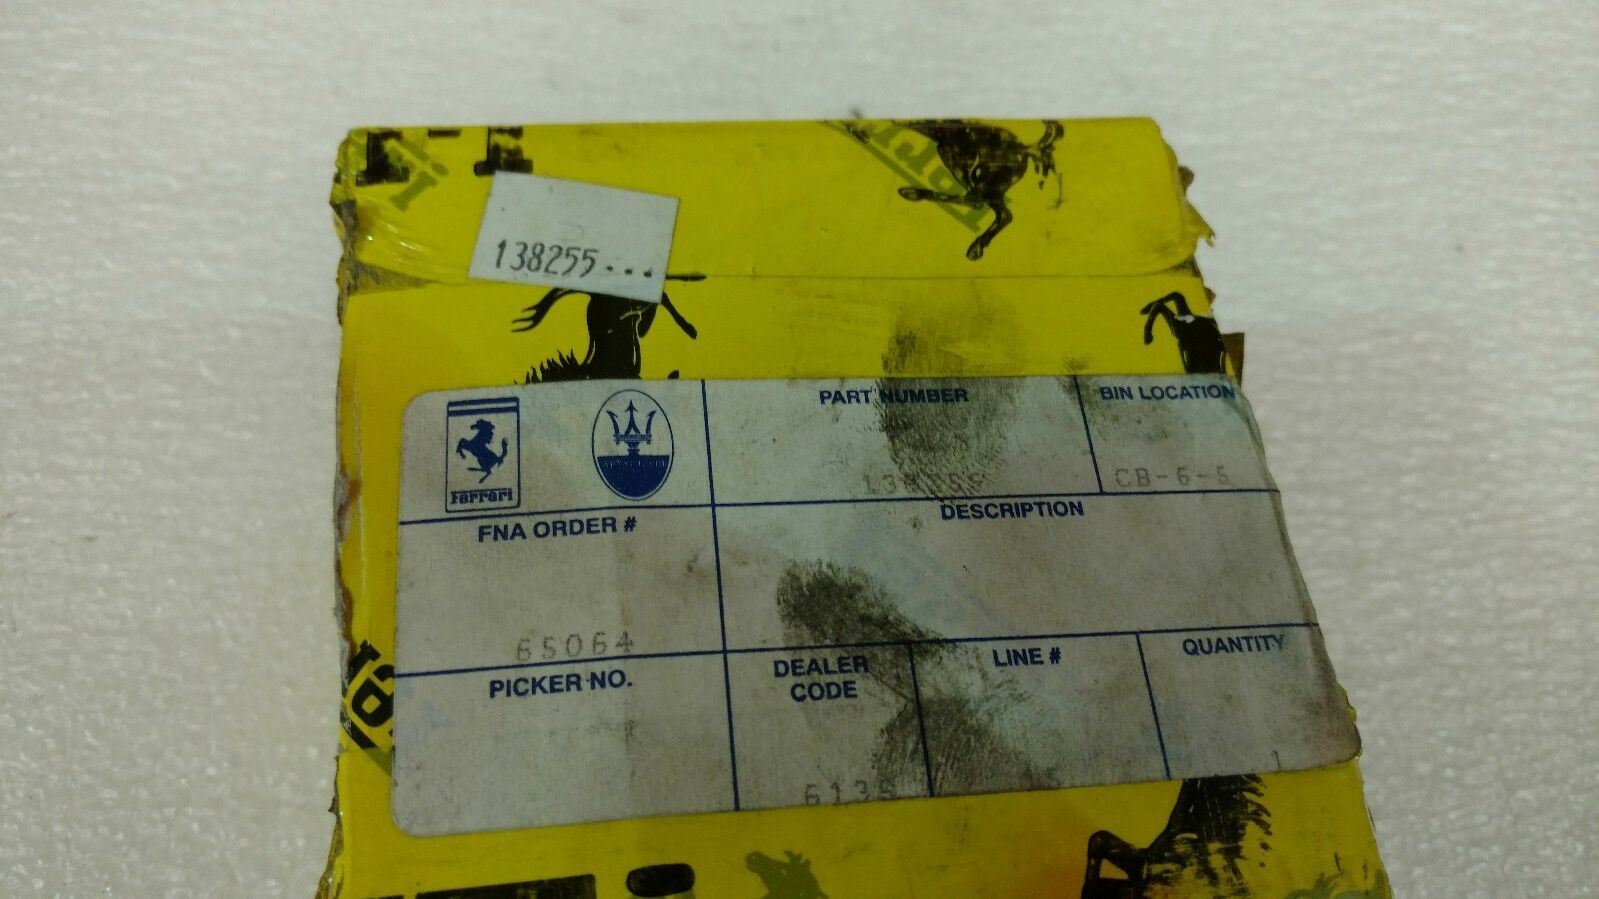 138255...
PART NUMBER
BIN LOCATION
Ferrari
CB-6-5
FNA ORDER #
DESCRIPTION
65064
PICKER NO.
DEALER CODE
LINE #
QUANTITY
6135
1